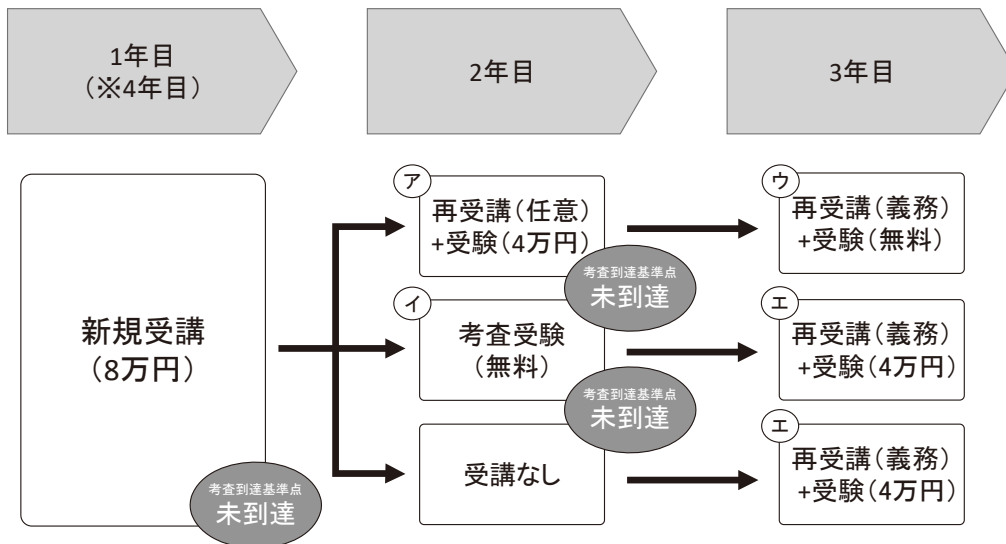 1年目
（※4年目）
2年目
3年目
新規受講
（8万円）
考査到達基準点
未到達
ア
再受講（任意）
+受験（4万円）
考査到達基準点
未到達
イ
考査受験
（無料）
考査到達基準点
未到達
受講なし
ウ
再受講（義務）
+受験（無料）
エ
再受講（義務）
+受験（4万円）
エ
再受講（義務）
+受験（4万円）